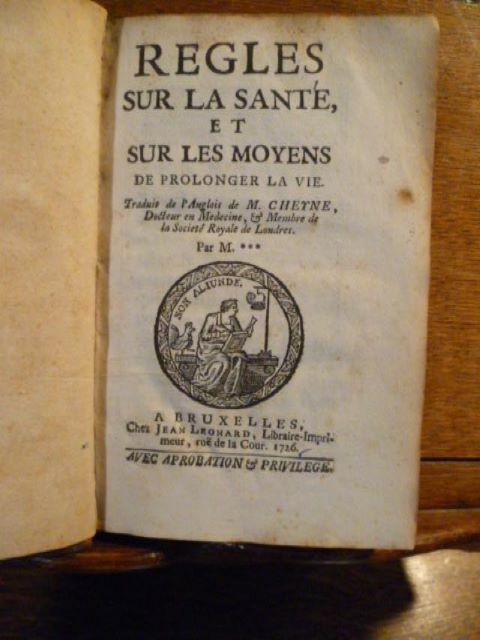 REGLES
SUR LA SANTÉ,
ET
SUR LES MOYENS
DE PROLONGER LA VIE.
Traduit de l'Anglois de M. CHEYNE,
Docteur en Medecine, & Membre de
la Societé Royale de Londres.
Par M. ***
NON ALIUNDE.
A BRUXELLES,
Chez JEAN LEONARD, Libraire-Impri-
meur, roë de la Cour. 1726.
AVEC APROBATION & PRIVILEGE.